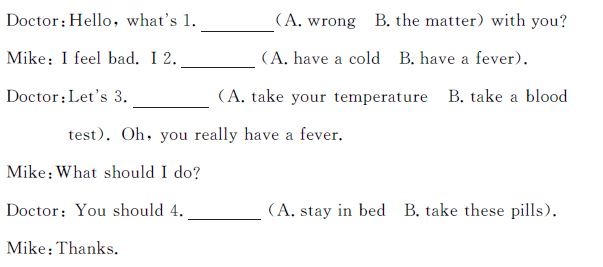 Doctor:Hello, what's 1. ________ (A. wrong B. the matter) with you?
Mike: I feel bad. I 2. ________ (A. have a cold B. have a fever).
Doctor:Let's 3. ________ (A. take your temperature B. take a blood
test). Oh, you really have a fever.
Mike:What should I do?
Doctor: You should 4. ________ (A. stay in bed B. take these pills).
Mike:Thanks.